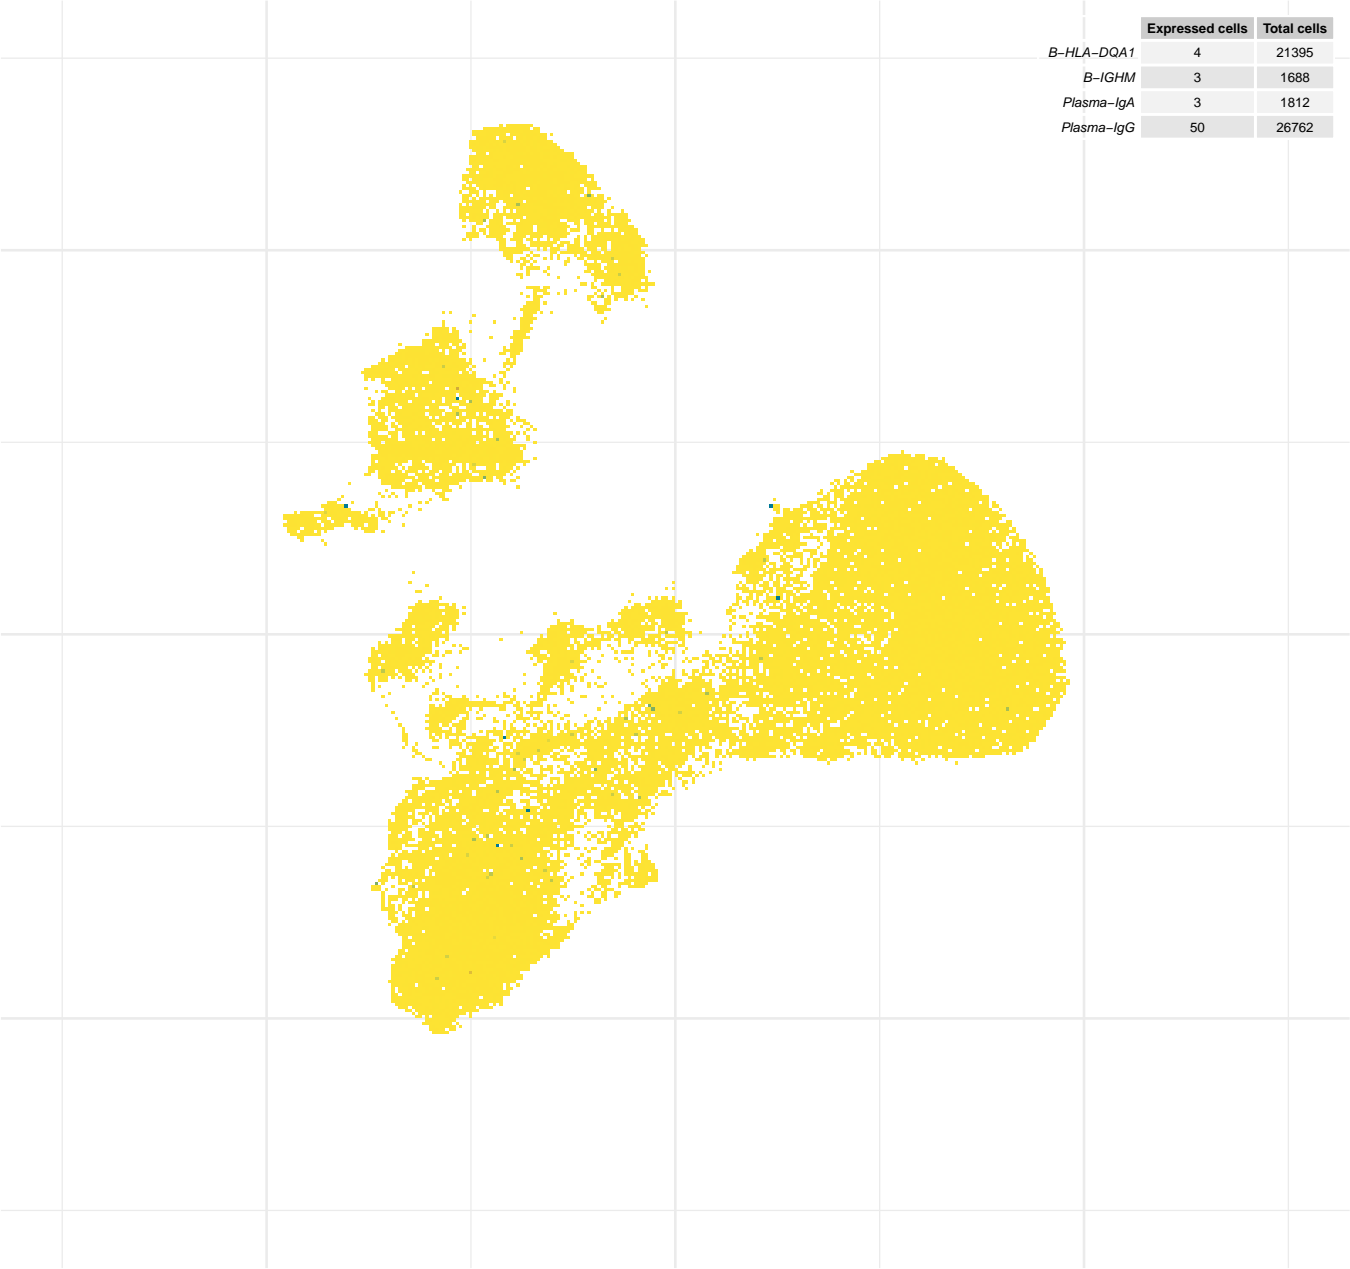 Expressed cells Total cells
B−HLA−DQA1 4 21395
B−IGHM 3 1688
Plasma−IgA 3 1812
Plasma−IgG 50 26762